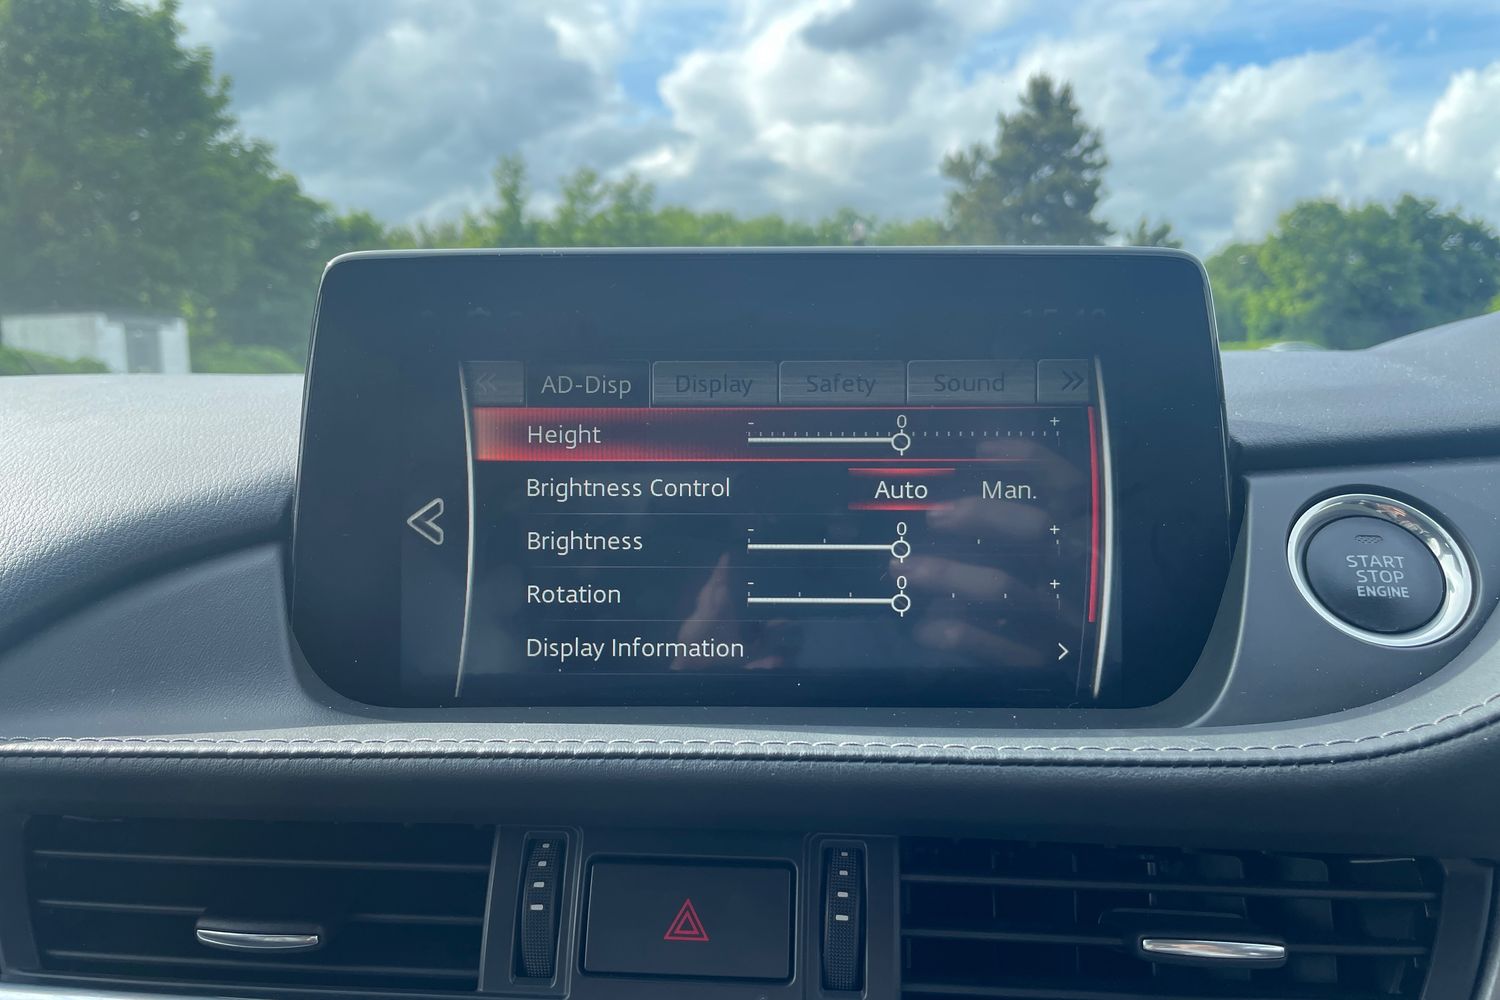 AD-Disp Display Safety Sound
Height - 0 +
Brightness Control Auto Man.
Brightness - 0 +
Rotation - 0 +
Display Information
START
STOP
ENGINE